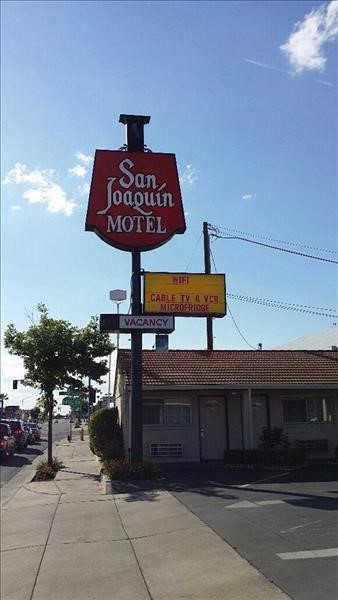 San
Joaquin
MOTEL
WIFI
CABLE TV & VCR
MICROFRIDGE
VACANCY